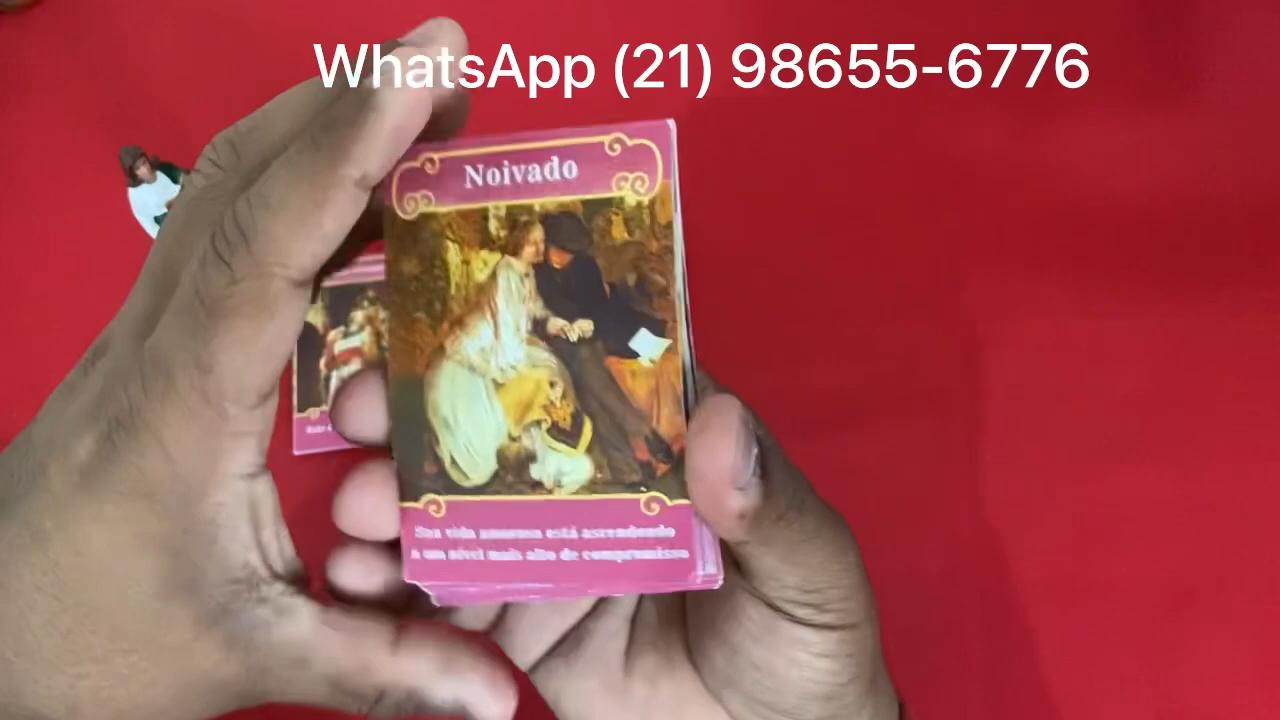 WhatsApp (21) 98655-6776
Noivado
Sua vida amorosa está ascendendo
a um nível mais alto de compromisso